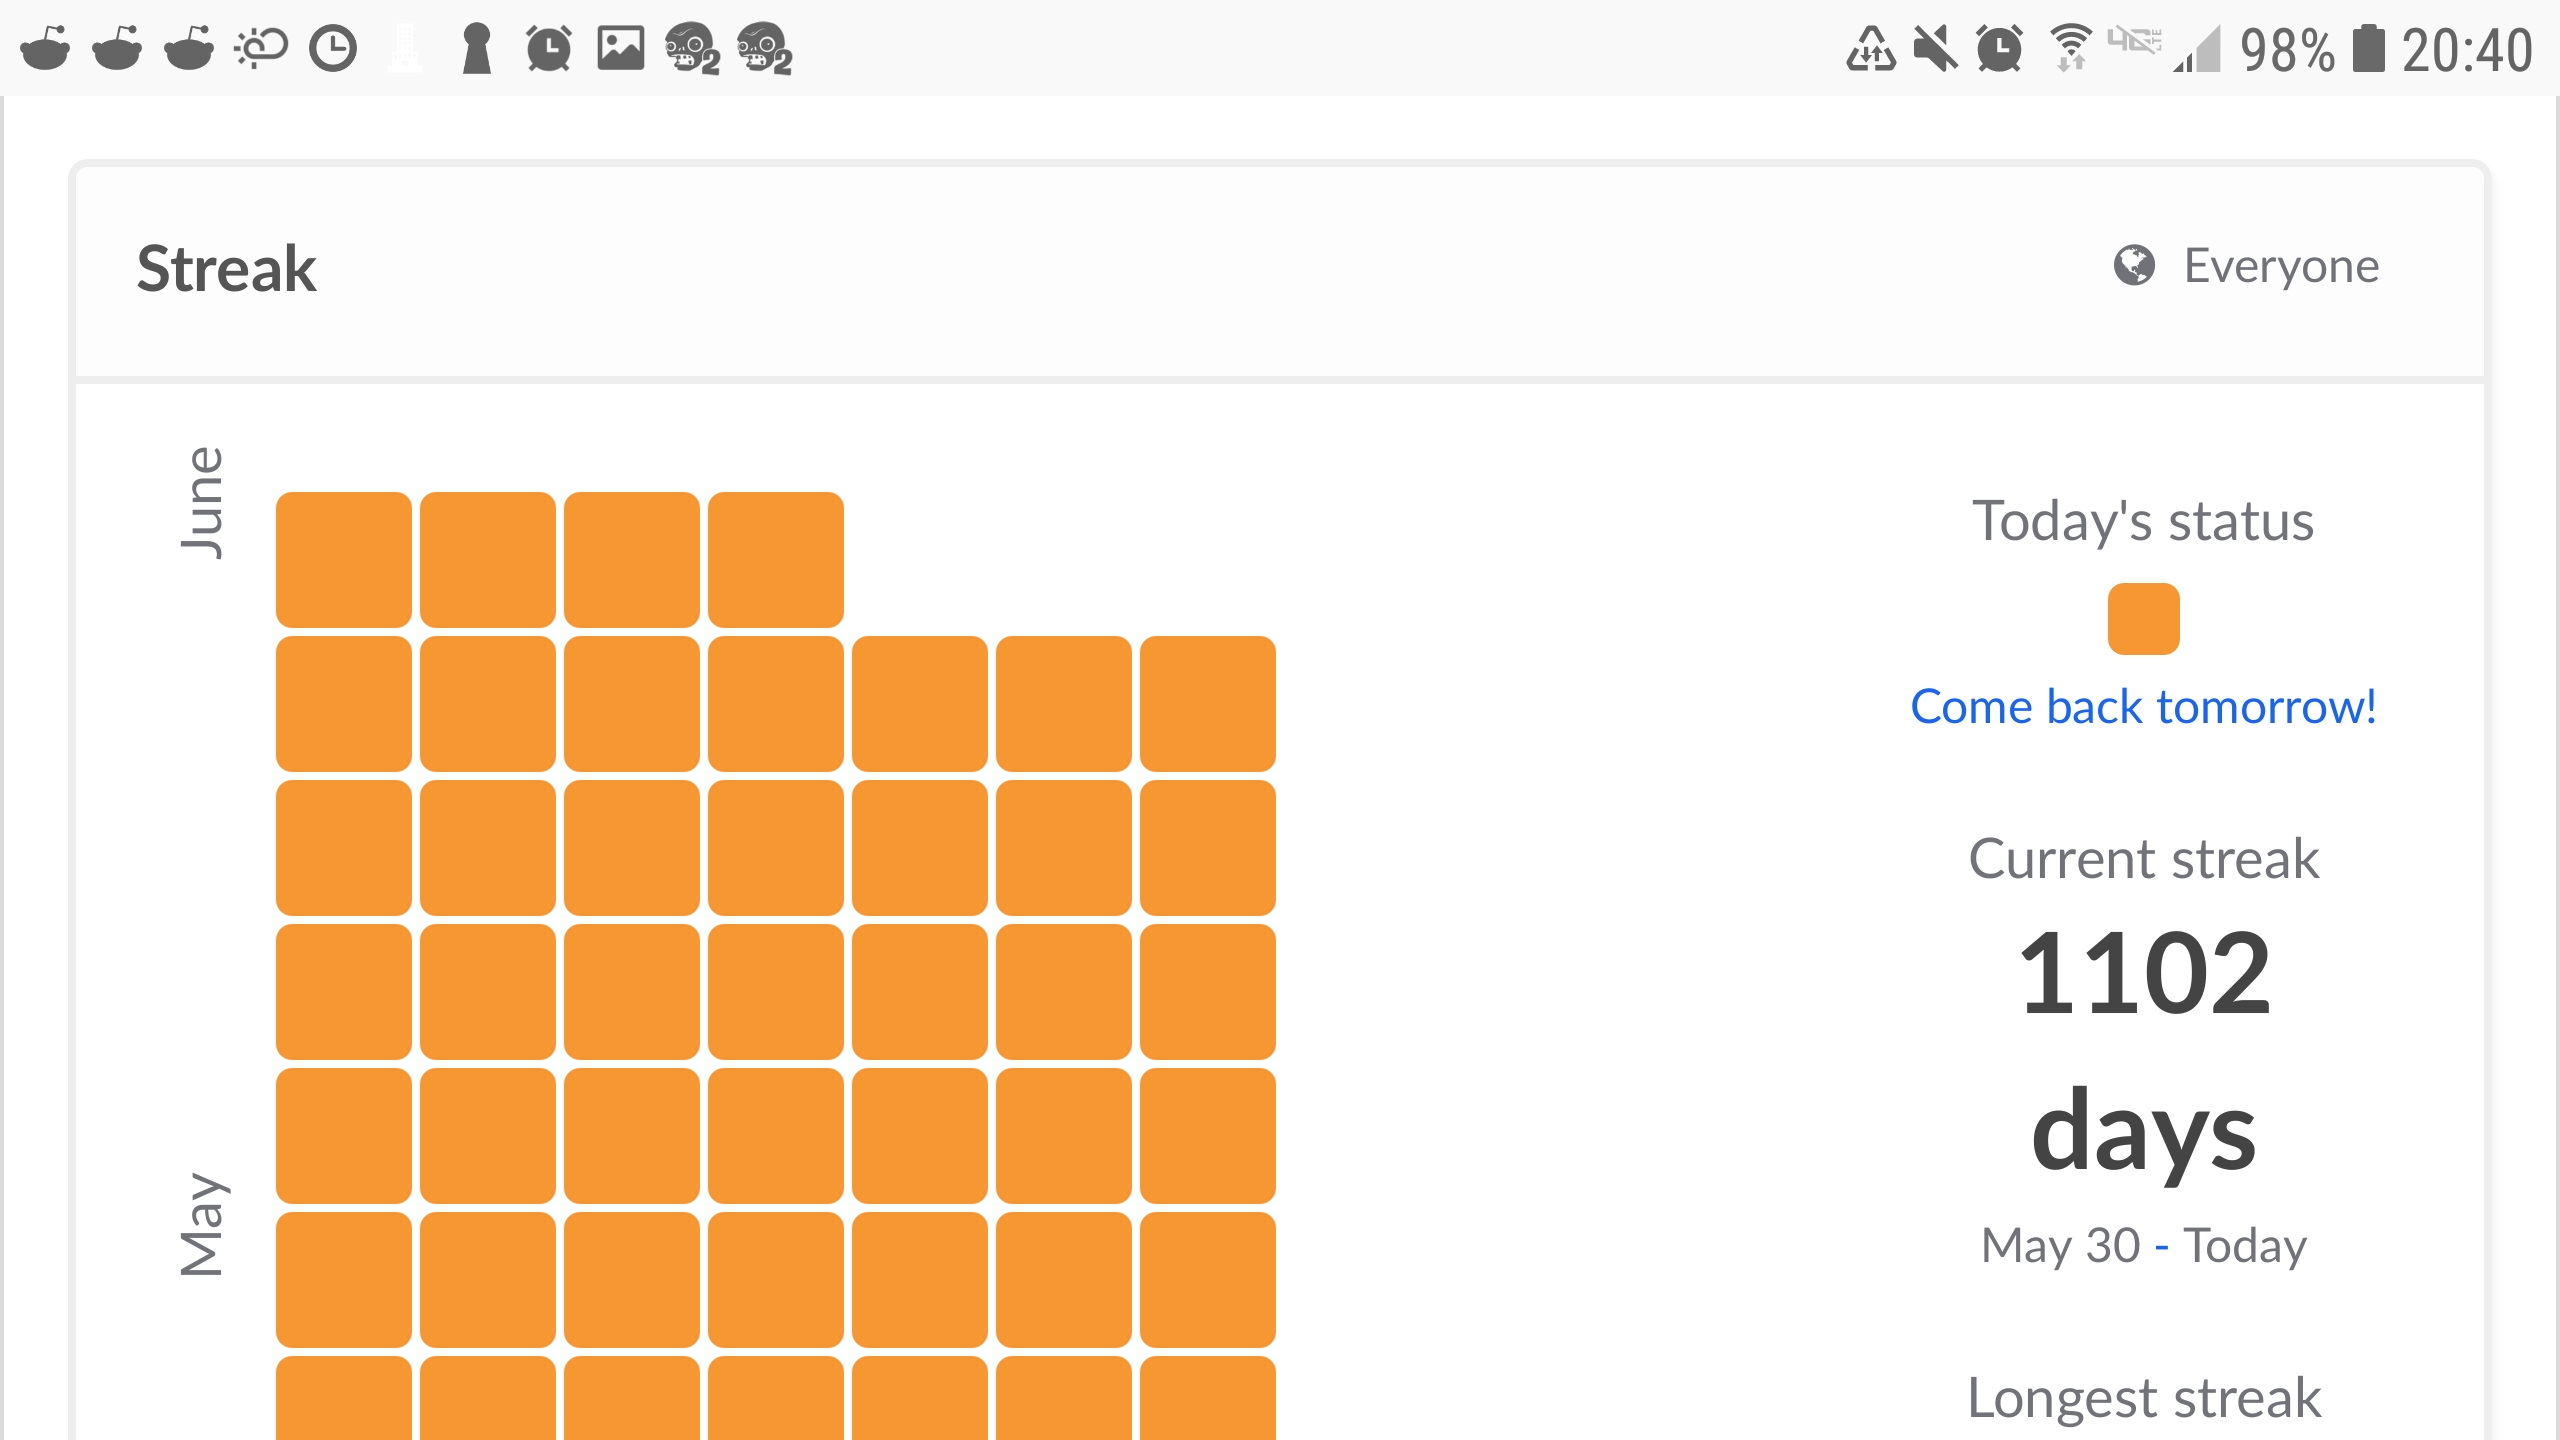 98% 20:40
Streak
Everyone
June
Today's status
Come back tomorrow!
Current streak
1102
days
May
May 30 - Today
Longest streak